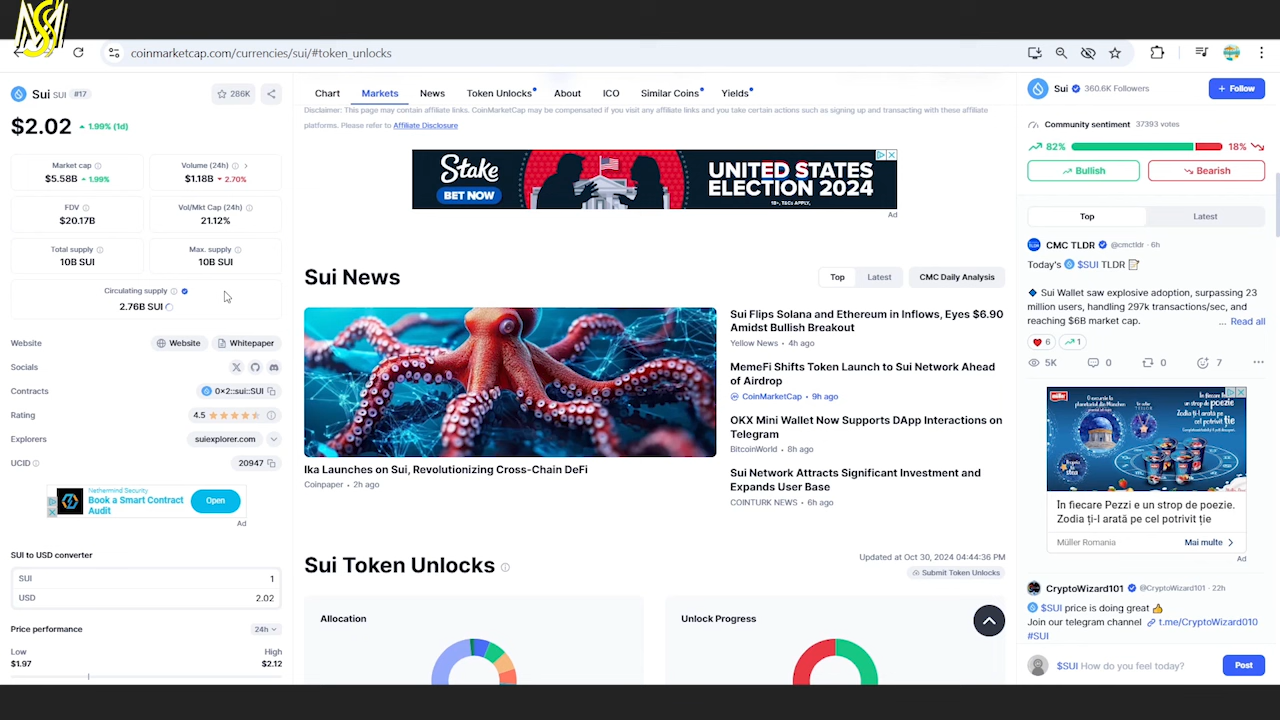 coinmarketcap.com/currencies/sui/#token_unlocks
Sui SUI #17
286K
$2.02 1.99% (1d)
Market cap
$5.58B 1.99%
Volume (24h)
$1.18B 2.70%
FDV
$20.17B
Vol/Mkt Cap (24h)
21.12%
Total supply
10B SUI
Max. supply
10B SUI
Circulating supply
2.76B SUI
Website Website Whitepaper
Socials
Contracts 0x2::sui::SUI
Rating 4.5
Explorers suiexplorer.com
UCID 20947
Nethermind Security
Book a Smart Contract
Audit
Open
Ad
SUI to USD converter
SUI 1
USD 2.02
Price performance 24h
Low High
$1.97 $2.12
Chart Markets News Token Unlocks About ICO Similar Coins Yields
Disclaimer: This page may contain affiliate links. CoinMarketCap may be compensated if you visit any affiliate links and you take certain actions such as signing up and transacting with these affiliate
platforms. Please refer to Affiliate Disclosure
Stake
BET NOW
UNITED STATES
ELECTION 2024
18+, T&Cs APPLY,
Ad
Sui News
Top Latest CMC Daily Analysis
Ika Launches on Sui, Revolutionizing Cross-Chain DeFi
Coinpaper • 2h ago
Sui Flips Solana and Ethereum in Inflows, Eyes $6.90
Amidst Bullish Breakout
Yellow News • 4h ago
MemeFi Shifts Token Launch to Sui Network Ahead
of Airdrop
CoinMarketCap • 9h ago
OKX Mini Wallet Now Supports DApp Interactions on
Telegram
BitcoinWorld • 8h ago
Sui Network Attracts Significant Investment and
Expands User Base
COINTURK NEWS • 6h ago
Sui Token Unlocks
Updated at Oct 30, 2024 04:44:36 PM
Submit Token Unlocks
Allocation
Unlock Progress
Sui 360.6K Followers
+ Follow
Community sentiment 37393 votes
82% 18%
Bullish Bearish
Top Latest
CMC TLDR @cmctldr · 6h
Today's $SUI TLDR
Sui Wallet saw explosive adoption, surpassing 23
million users, handling 297k transactions/sec, and
reaching $6B market cap. ... Read all
6 1
5K 0 0 7
În fiecare Pezzi e un strop de poezie.
Zodia ți-l arată pe cel potrivit ție
Müller Romania Mai multe
Ad
CryptoWizard101 @CryptoWizard101 · 22h
$SUI price is doing great
Join our telegram channel t.me/CryptoWizard010
#SUI
$SUI How do you feel today? Post